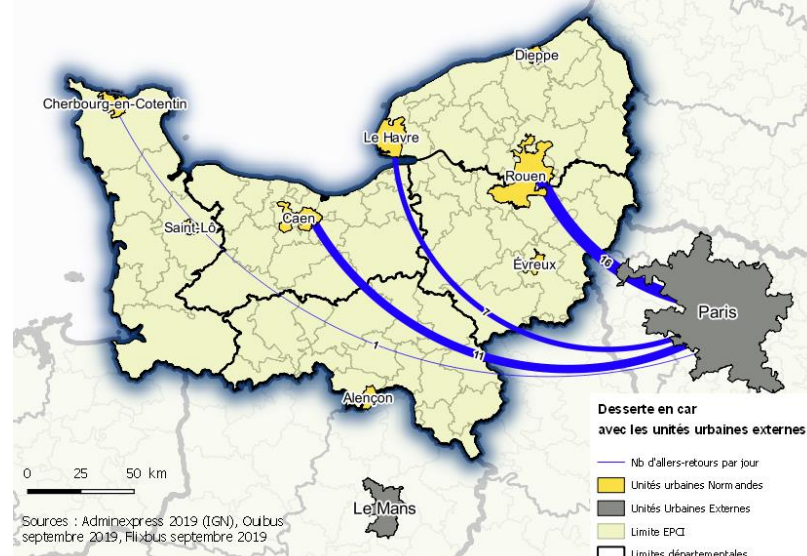 Dieppe
Cherbourg-en-Cotentin
Le Havre
Rouen
Saint-Lô
Caen
Évreux
Paris
7
1
11
Alençon
Le Mans
0 25 50 km
Sources : Adminexpress 2019 (IGN), Ouibus
septembre 2019, Flixbus septembre 2019
Desserte en car
avec les unités urbaines externes
Nb d'allers-retours par jour
Unités urbaines Normandes
Unités Urbaines Externes
Limite EPCI
Limites départementales